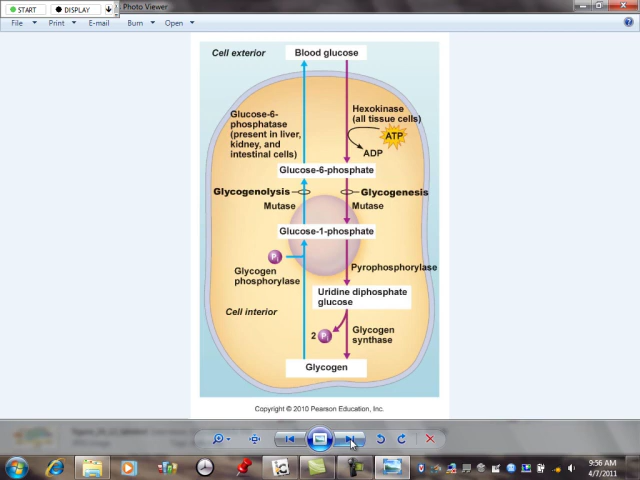 START
DISPLAY
Photo Viewer
File
Print
E-mail
Burn
Open
Cell exterior
Blood glucose
Glucose-6-
phosphatase
(present in liver,
kidney, and
intestinal cells)
Hexokinase
(all tissue cells)
ATP
ADP
Glucose-6-phosphate
Glycogenolysis
Glycogenesis
Mutase
Mutase
Glucose-1-phosphate
Pi
Glycogen
phosphorylase
Pyrophosphorylase
Uridine diphosphate
glucose
Cell interior
2 Pi
Glycogen
synthase
Glycogen
Copyright © 2010 Pearson Education, Inc.
9:56 AM
4/7/2011